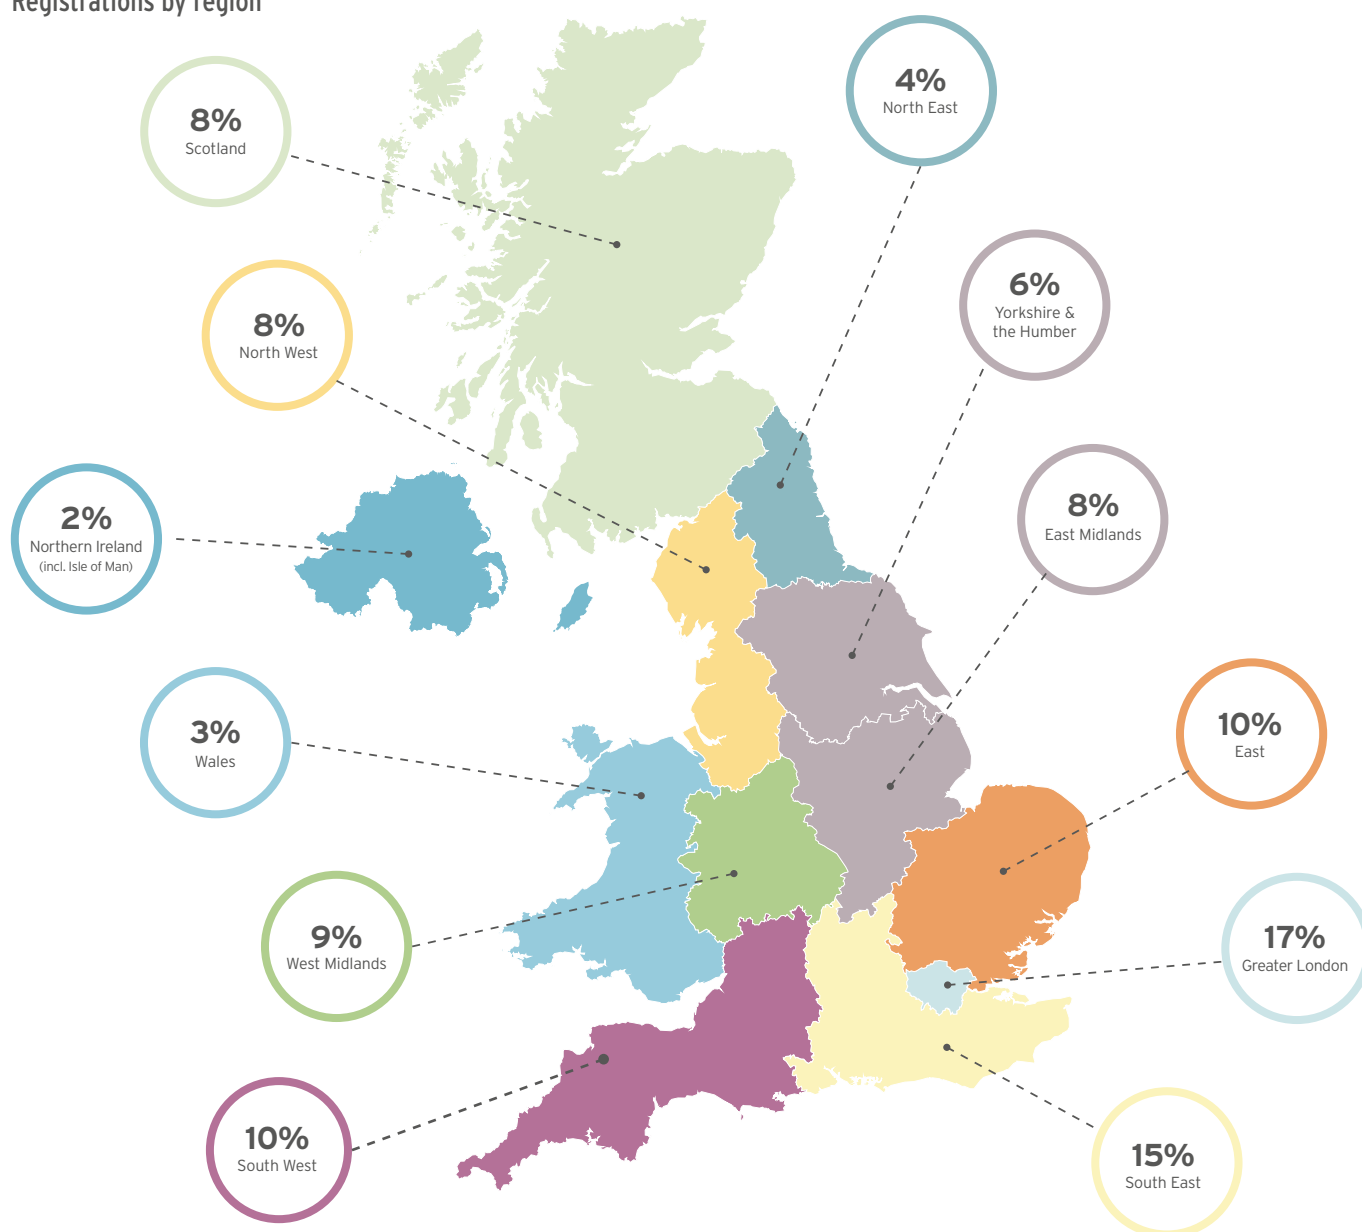 Registrations by region
4%
North East
8%
Scotland
6%
Yorkshire &
the Humber
8%
North West
8%
East Midlands
2%
Northern Ireland
(incl. Isle of Man)
3%
Wales
10%
East
9%
West Midlands
17%
Greater London
10%
South West
15%
South East